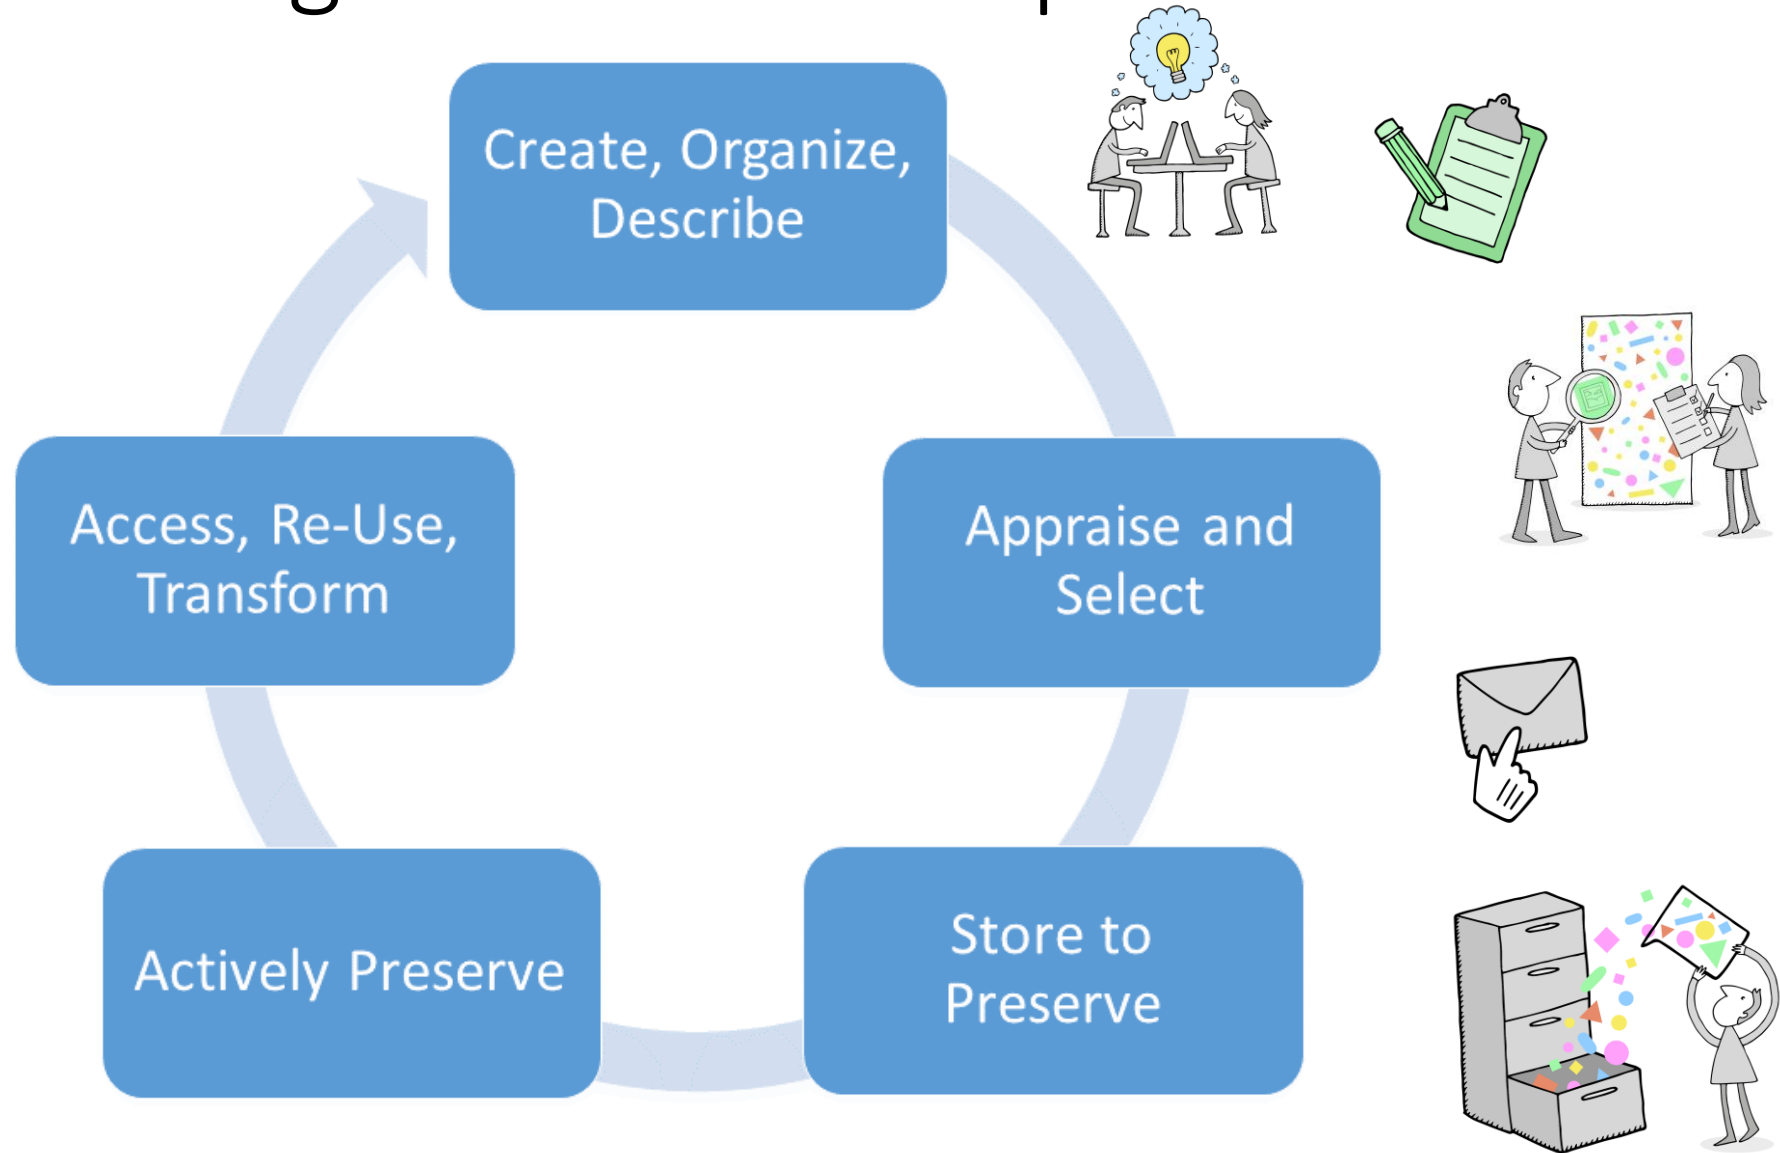 Create, Organize,
Describe
Appraise and
Select
Store to
Preserve
Actively Preserve
Access, Re-Use,
Transform